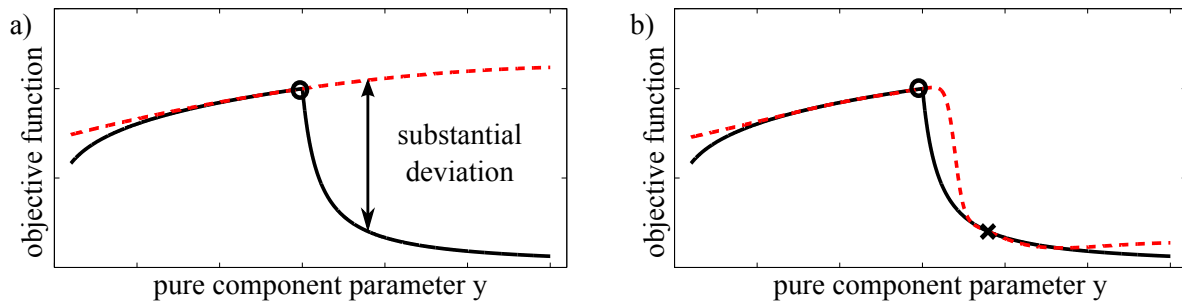 a)
objective function
substantial
deviation
pure component parameter y
b)
objective function
pure component parameter y